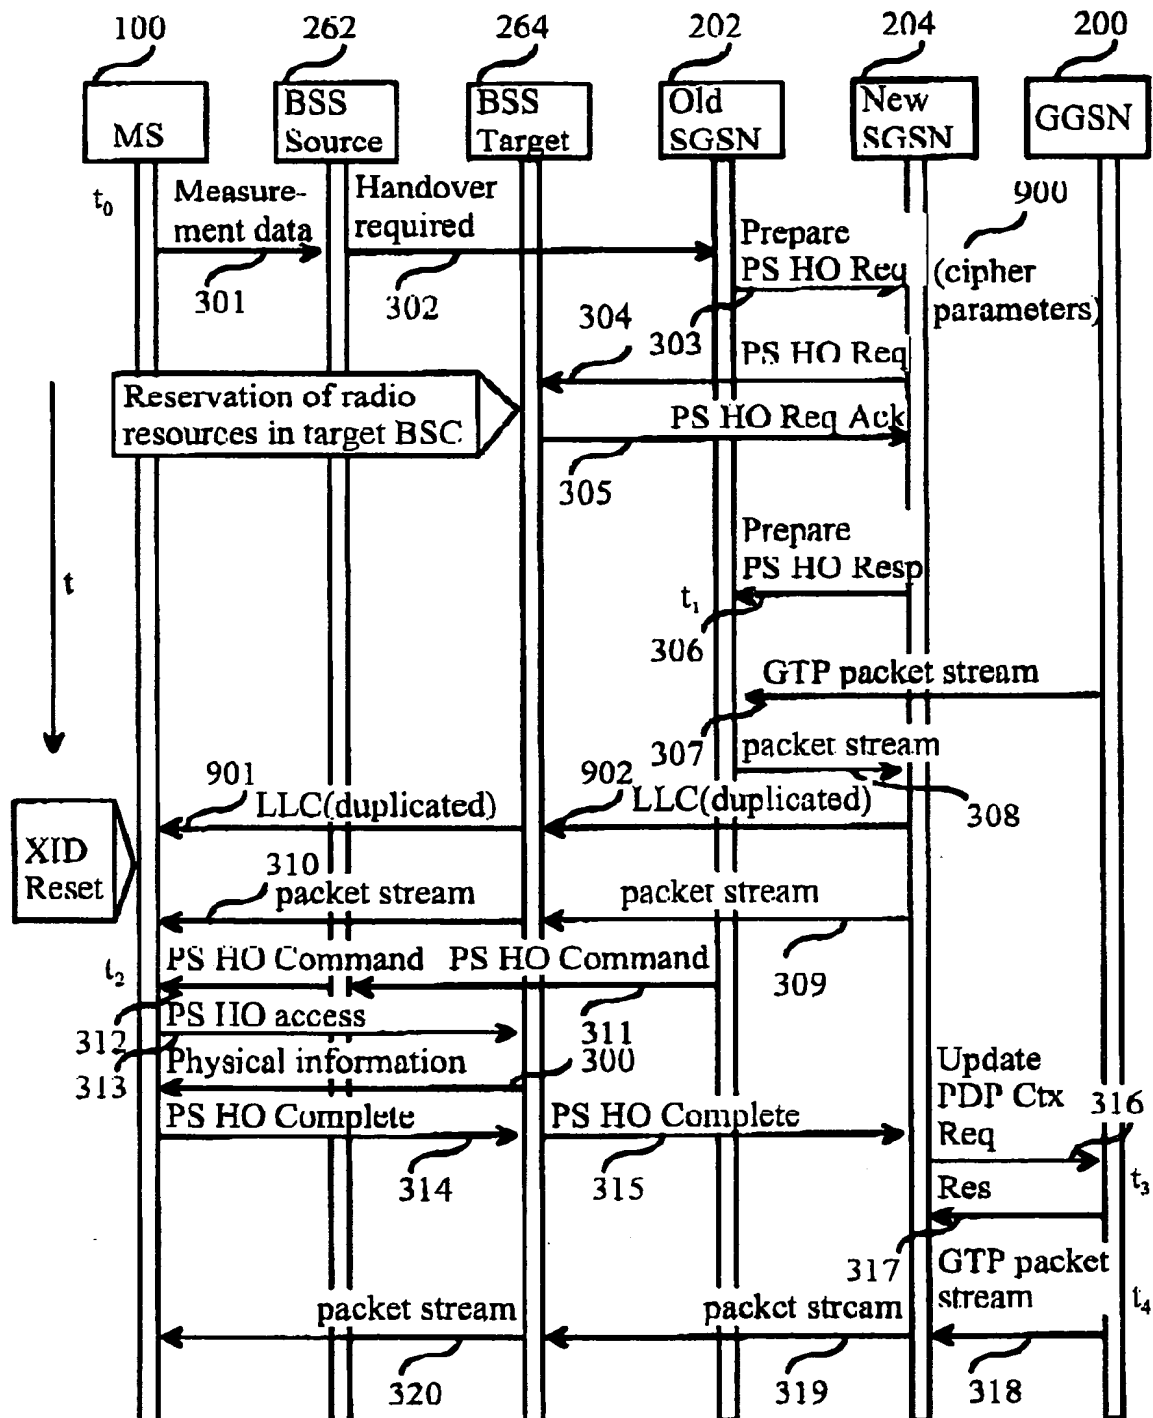 100 262 264 202 204 200
MS
BSS
Source
BSS
Target
Old
SGSN
New
SGSN
GGSN
t0
Measure-
ment data
301
Handover
required
302
Prepare
PS HO Req
303
900
(cipher
parameters)
304
PS HO Req
Reservation of radio
resources in target BSC
PS HO Req Ack
305
t
Prepare
PS HO Resp
t1
306
GTP packet stream
307
packet stream
308
901
LLC(duplicated)
902
LLC(duplicated)
XID
Reset
310
packet stream
packet stream
309
t2
PS HO Command
PS HO Command
312
311
PS HO access
313
Physical information
300
PS HO Complete
314
PS HO Complete
315
Update
PDP Ctx
Req
316
t3
Res
317
GTP packet
stream
t4
318
packet stream
319
packet stream
320